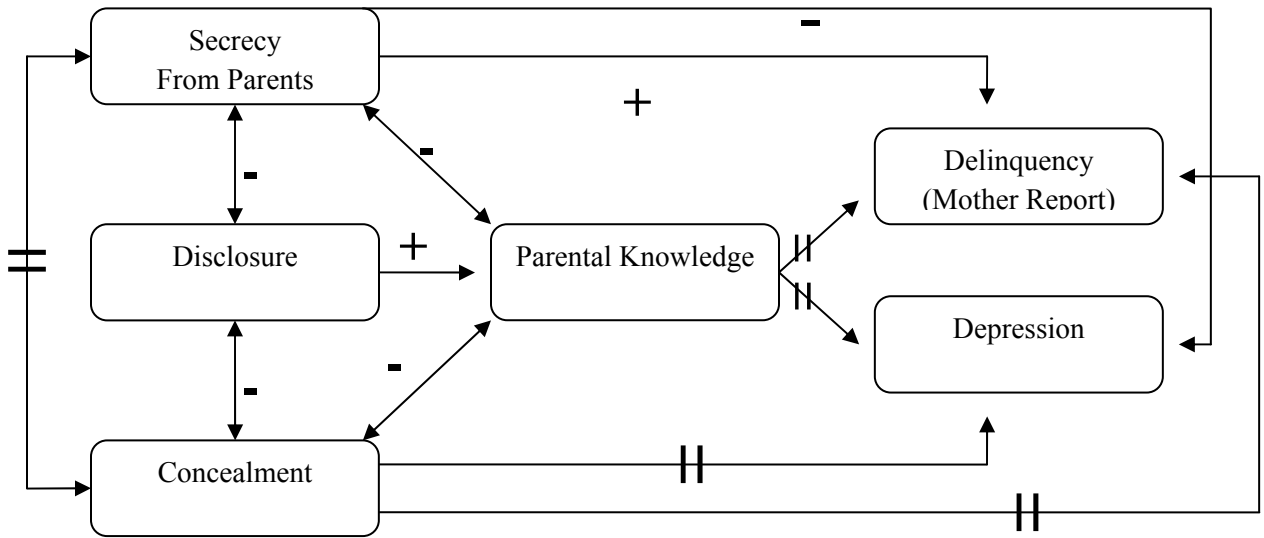 Secrecy
From Parents
-
+
Delinquency
(Mother Report)
-
-
Disclosure
+
Parental Knowledge
Depression
-
-
Concealment